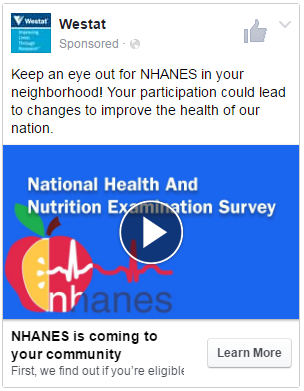 Westat
Westat
Improving
Lives
Through
Research
Sponsored ·
Keep an eye out for NHANES in your
neighborhood! Your participation could lead
to changes to improve the health of our
nation.
National Health And
Nutrition Examination Survey
nhanes
NHANES is coming to
your community
First, we find out if you're eligible
Learn More